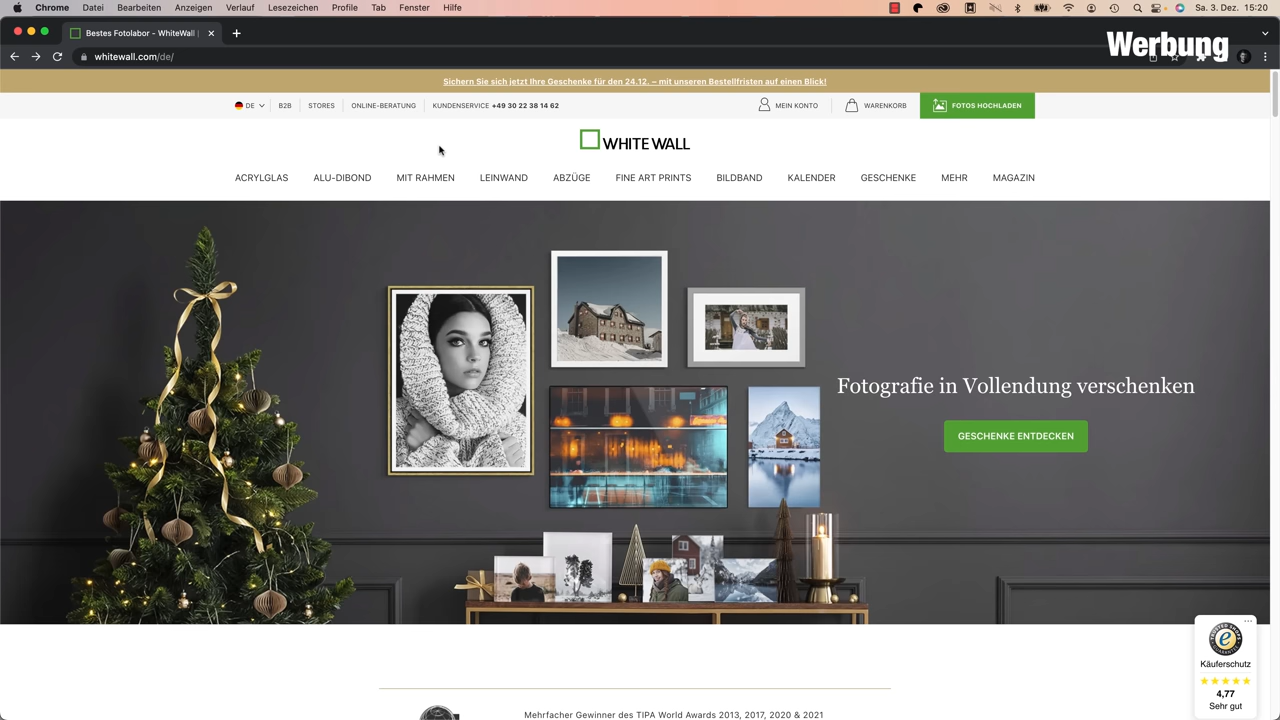 Chrome Datei Bearbeiten Anzeigen Verlauf Lesezeichen Profile Tab Fenster Hilfe Sa. 3. Dez. 15:20
Bestes Fotolabor - WhiteWall |
Werbung
whitewall.com/de/
Sichern Sie sich jetzt Ihre Geschenke für den 24.12. – mit unseren Bestellfristen auf einen Blick!
DE B2B STORES ONLINE-BERATUNG KUNDENSERVICE +49 30 22 38 14 62 MEIN KONTO WARENKORB FOTOS HOCHLADEN
WHITE WALL
ACRYLGLAS ALU-DIBOND MIT RAHMEN LEINWAND ABZÜGE FINE ART PRINTS BILDBAND KALENDER GESCHENKE MEHR MAGAZIN
Fotografie in Vollendung verschenken
GESCHENKE ENTDECKEN
Käuferschutz
4,77
Sehr gut
Mehrfacher Gewinner des TIPA World Awards 2013, 2017, 2020 & 2021